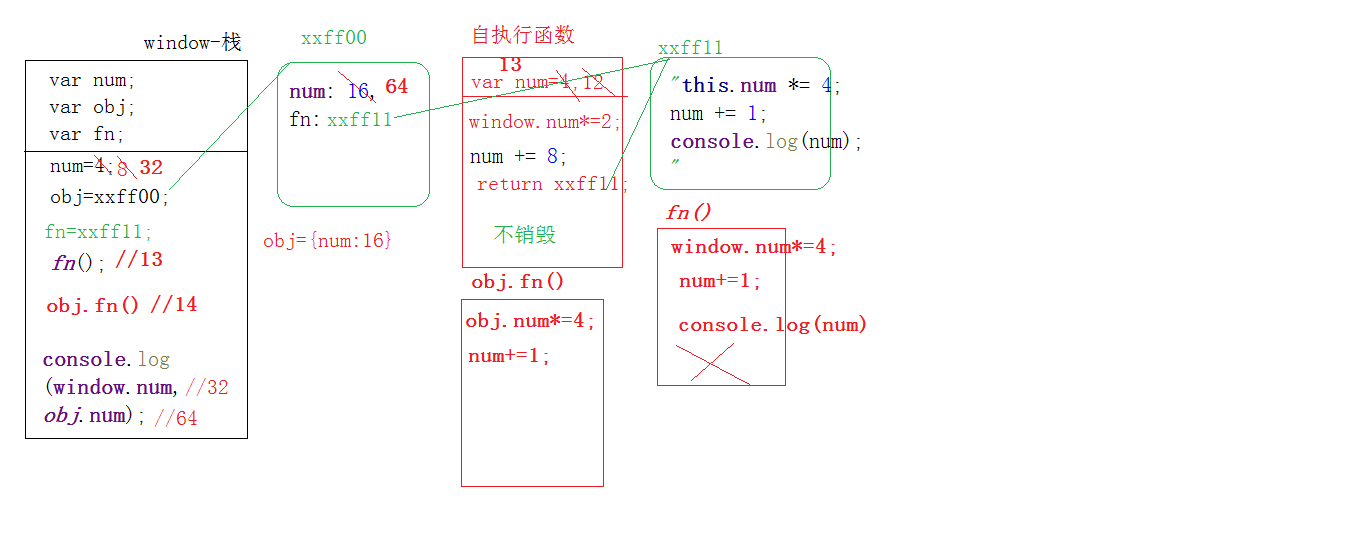 window-栈
var num;
var obj;
var fn;
num=4;8 32
obj=xxff00;
fn=xxff11;
fn(); //13
obj.fn() //14
console.log
(window.num,//32
obj.num); //64
xxff00
num: 16, 64
fn:xxff11
obj={num:16}
自执行函数
13
var num=4,12
window.num*=2;
num += 8;
return xxff11;
不销毁
obj.fn()
obj.num*=4;
num+=1;
xxff11
"this.num *= 4;
num += 1;
console.log(num);
"
fn()
window.num*=4;
num+=1;
console.log(num)